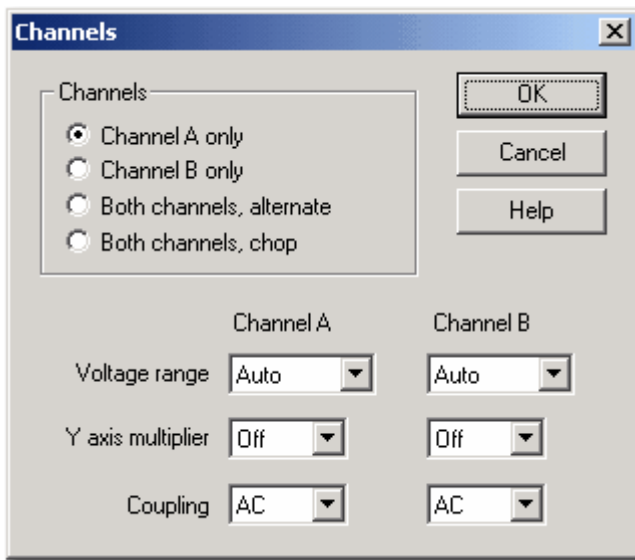 Channels
Channels
Channel A only
Channel B only
Both channels, alternate
Both channels, chop
OK
Cancel
Help
Channel A Channel B
Voltage range Auto Auto
Y axis multiplier Off Off
Coupling AC AC